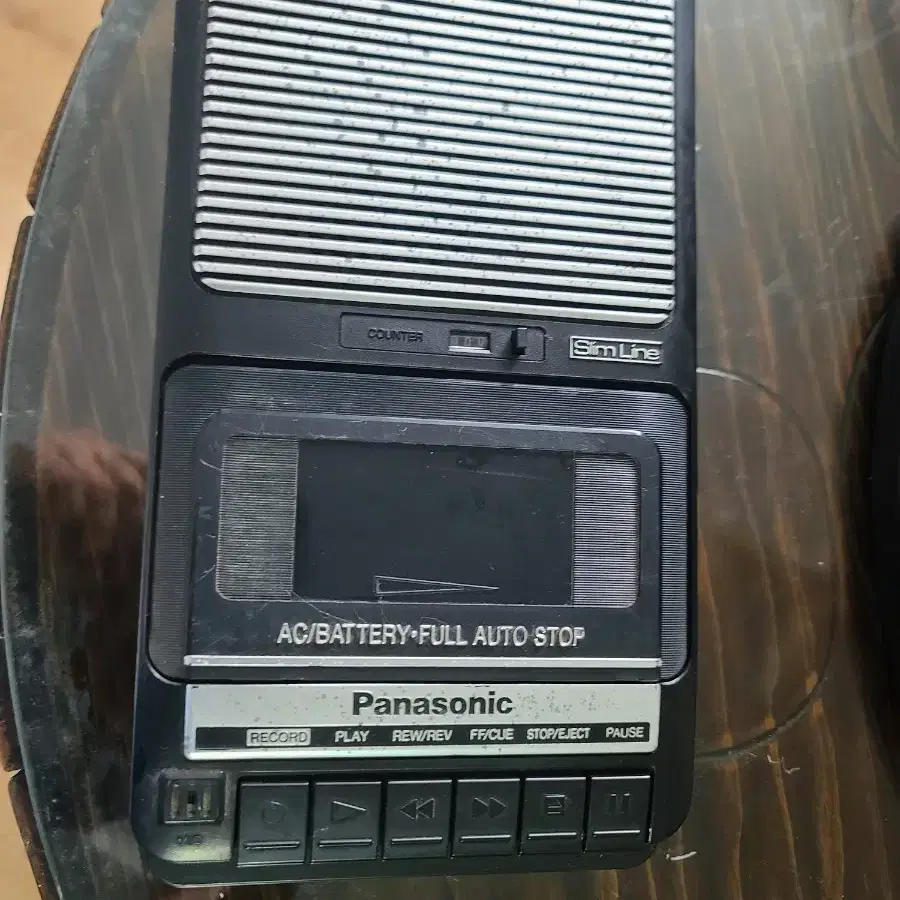 COUNTER
Slim Line
AC/BATTERY•FULL AUTO STOP
Panasonic
RECORD PLAY REW/REV FF/CUE STOP/EJECT PAUSE